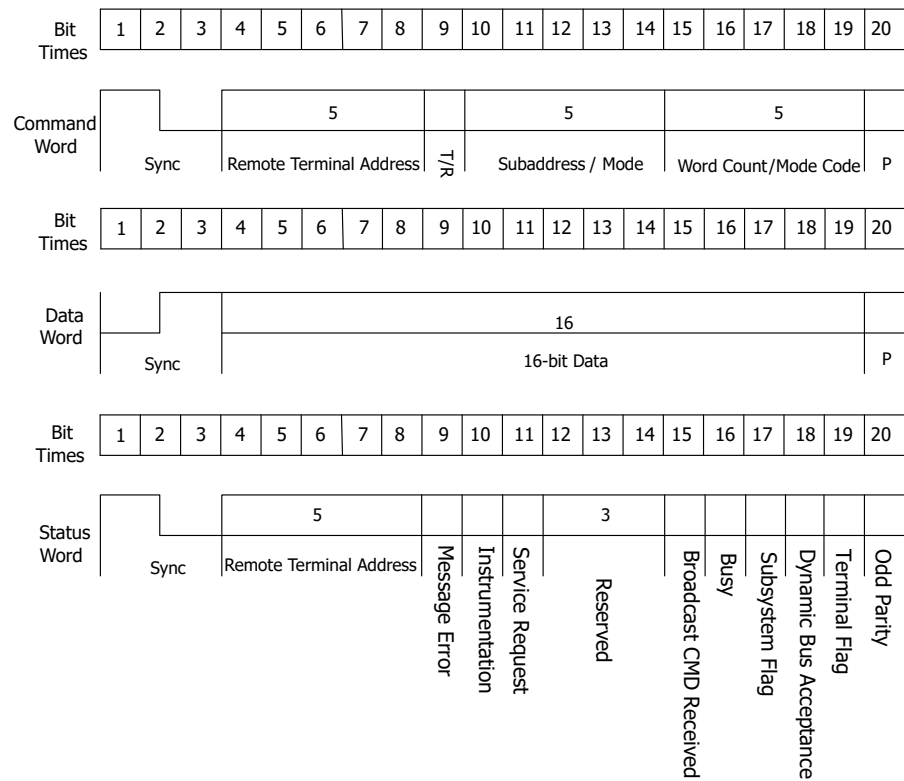 Bit Times 1 2 3 4 5 6 7 8 9 10 11 12 13 14 15 16 17 18 19 20
Command Word
5 5 5
Sync Remote Terminal Address T/R Subaddress / Mode Word Count/Mode Code P
Bit Times 1 2 3 4 5 6 7 8 9 10 11 12 13 14 15 16 17 18 19 20
Data Word
16
Sync 16-bit Data P
Bit Times 1 2 3 4 5 6 7 8 9 10 11 12 13 14 15 16 17 18 19 20
Status Word
5 3
Sync Remote Terminal Address
Message Error
Instrumentation
Service Request
Reserved
Broadcast CMD Received
Busy
Subsystem Flag
Dynamic Bus Acceptance
Terminal Flag
Odd Parity